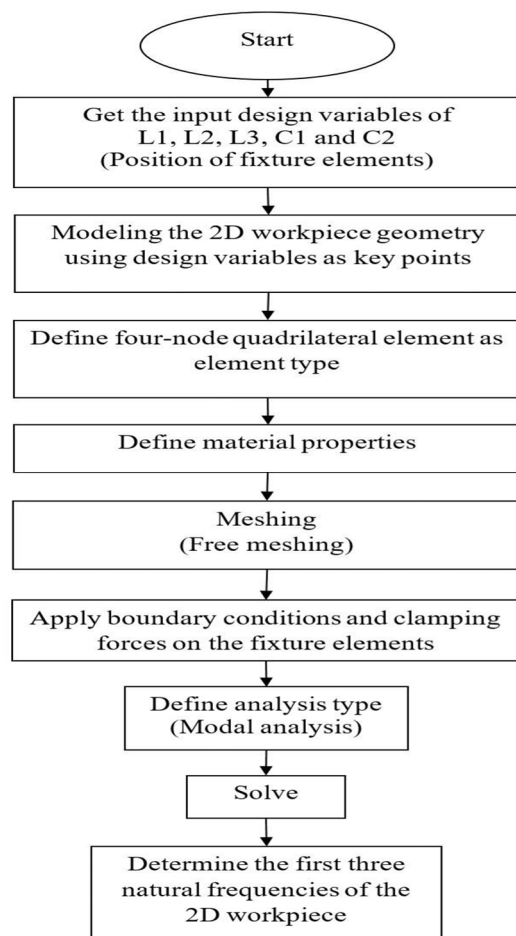 Start
Get the input design variables of
L1, L2, L3, C1 and C2
(Position of fixture elements)
Modeling the 2D workpiece geometry
using design variables as key points
Define four-node quadrilateral element as
element type
Define material properties
Meshing
(Free meshing)
Apply boundary conditions and clamping
forces on the fixture elements
Define analysis type
(Modal analysis)
Solve
Determine the first three
natural frequencies of the
2D workpiece